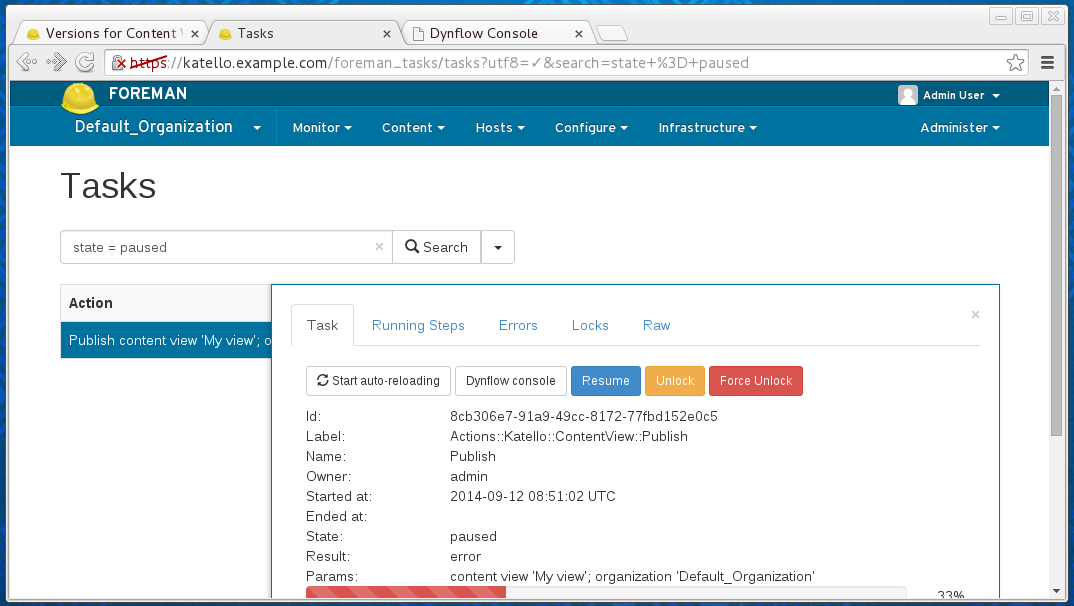 Versions for Content
Tasks
Dynflow Console
https://katello.example.com/foreman_tasks/tasks?utf8=✓&search=state+%3D+paused
FOREMAN
Admin User
Default_Organization
Monitor
Content
Hosts
Configure
Infrastructure
Administer
Tasks
state = paused
Search
Action
Publish content view 'My view'; o
Task
Running Steps
Errors
Locks
Raw
Start auto-reloading
Dynflow console
Resume
Unlock
Force Unlock
Id: 8cb306e7-91a9-49cc-8172-77fbd152e0c5
Label: Actions::Katello::ContentView::Publish
Name: Publish
Owner: admin
Started at: 2014-09-12 08:51:02 UTC
Ended at:
State: paused
Result: error
Params: content view 'My view'; organization 'Default_Organization'
33%